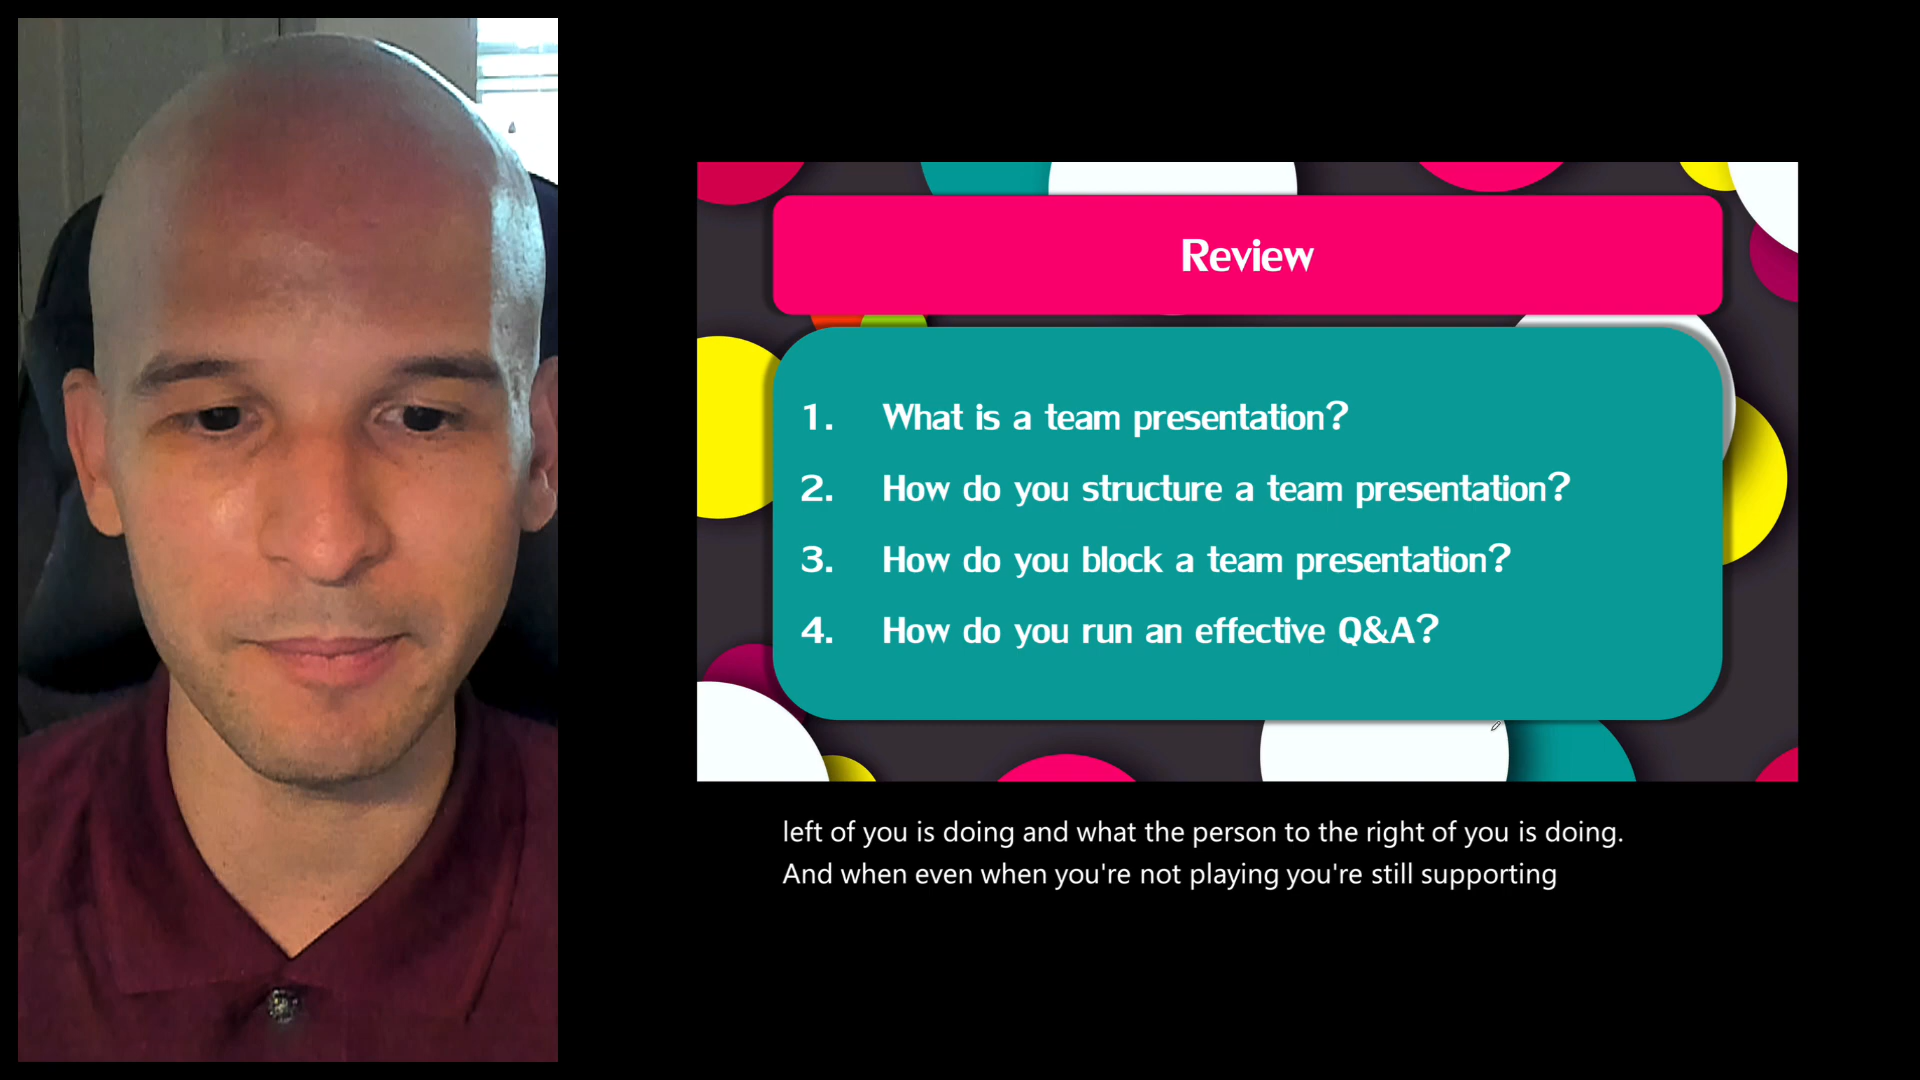 Review
1. What is a team presentation?
2. How do you structure a team presentation?
3. How do you block a team presentation?
4. How do you run an effective Q&A?
left of you is doing and what the person to the right of you is doing.
And when even when you're not playing you're still supporting